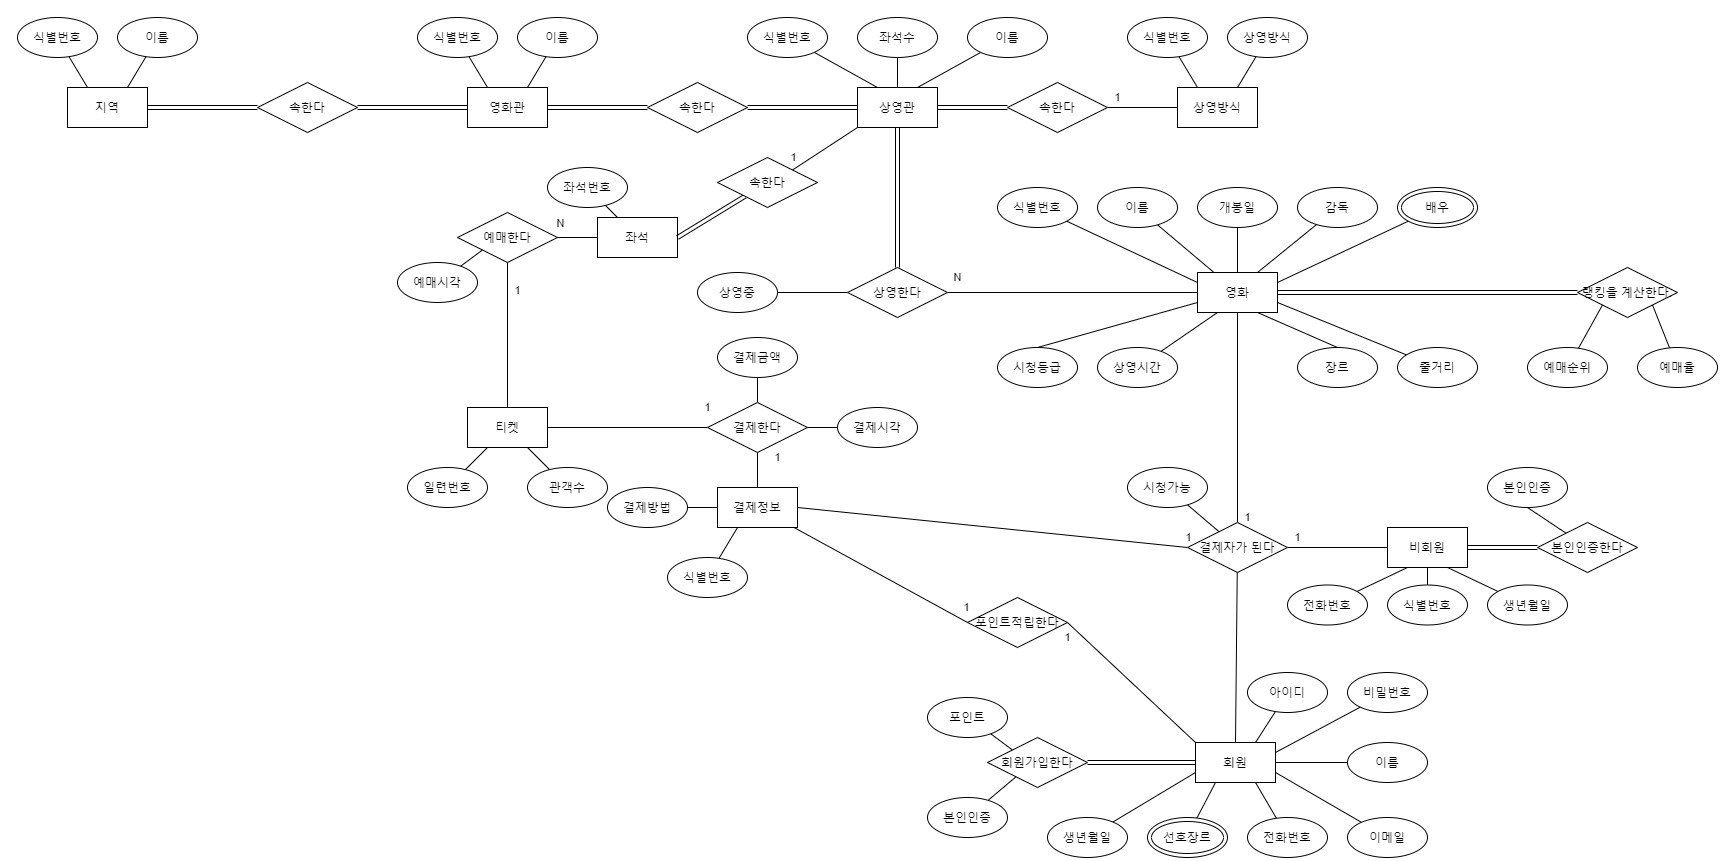 식별번호
이름
식별번호
이름
식별번호
좌석수
이름
식별번호
상영방식
지역
속한다
영화관
속한다
상영관
속한다
1
상영방식
1
속한다
좌석번호
좌석
N
예매한다
예매시각
1
식별번호
이름
개봉일
감독
배우
상영중
상영한다
N
영화
랭킹을 계산한다
시청등급
상영시간
장르
줄거리
예매순위
예매율
결제금액
티켓
1
결제한다
결제시각
1
일련번호
관객수
결제방법
결제정보
식별번호
시청가능
1
1
결제자가 된다
1
비회원
본인인증
본인인증한다
전화번호
식별번호
생년월일
1
포인트적립한다
1
아이디
비밀번호
포인트
회원가입한다
회원
이름
본인인증
생년월일
선호장르
전화번호
이메일